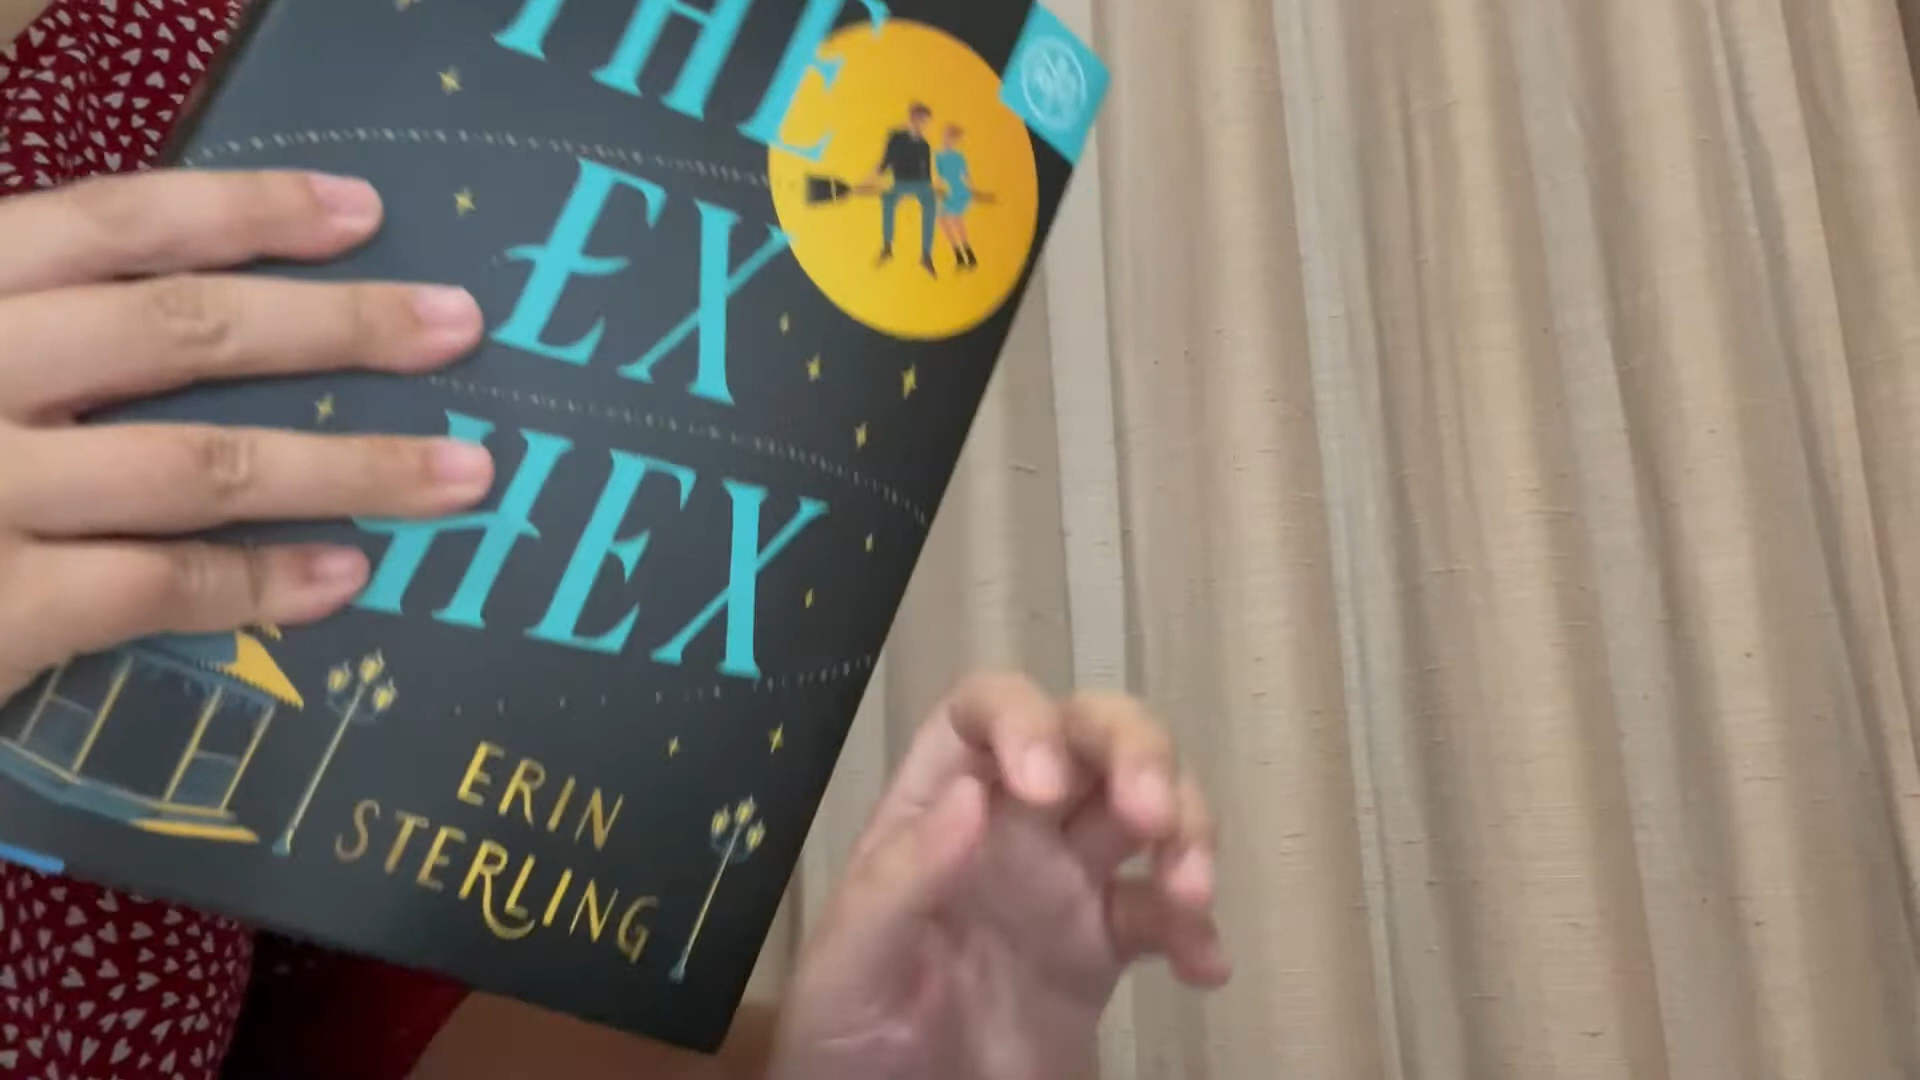 THE
EX
HEX
ERIN
STERLING